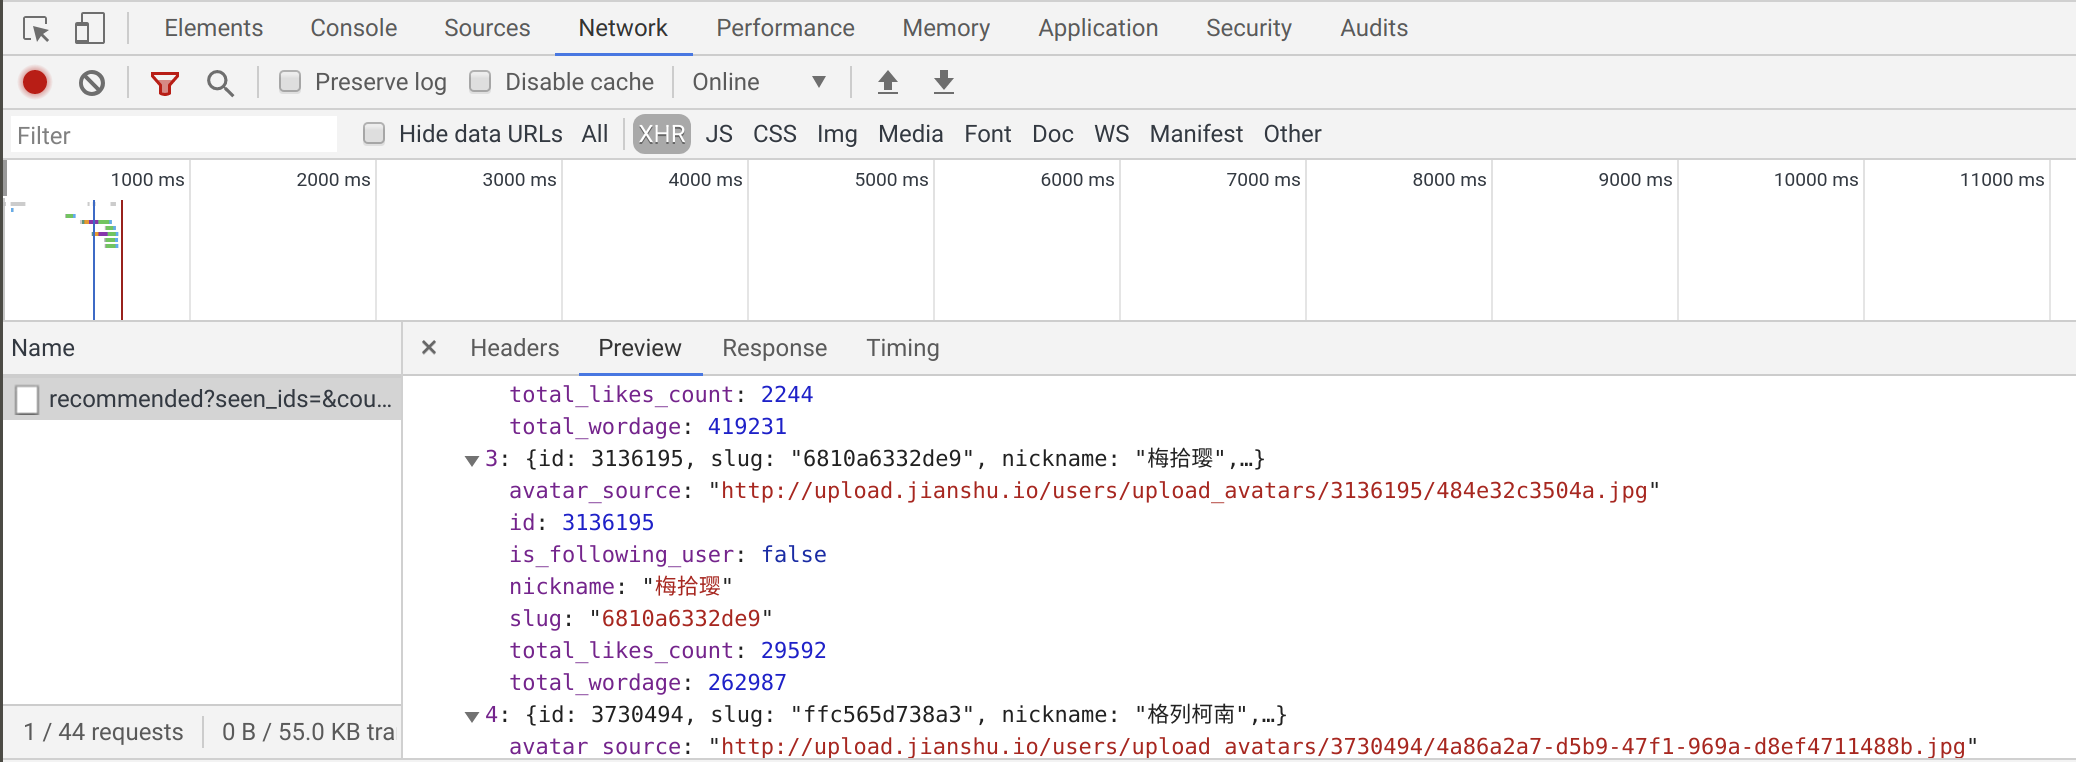 Elements Console Sources Network Performance Memory Application Security Audits
Preserve log Disable cache Online
Filter Hide data URLs All XHR JS CSS Img Media Font Doc WS Manifest Other
1000 ms 2000 ms 3000 ms 4000 ms 5000 ms 6000 ms 7000 ms 8000 ms 9000 ms 10000 ms 11000 ms
Name × Headers Preview Response Timing
recommended?seen_ids=&cou...
total_likes_count: 2244
total_wordage: 419231
3: {id: 3136195, slug: "6810a6332de9", nickname: "梅拾璎",…}
avatar_source: "http://upload.jianshu.io/users/upload_avatars/3136195/484e32c3504a.jpg"
id: 3136195
is_following_user: false
nickname: "梅拾璎"
slug: "6810a6332de9"
total_likes_count: 29592
total_wordage: 262987
4: {id: 3730494, slug: "ffc565d738a3", nickname: "格列柯南",…}
avatar_source: "http://upload.jianshu.io/users/upload_avatars/3730494/4a86a2a7-d5b9-47f1-969a-d8ef4711488b.jpg"
1 / 44 requests 0 B / 55.0 KB tra